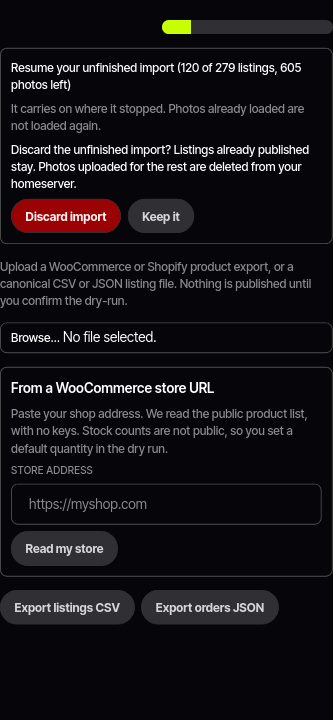 Resume your unfinished import (120 of 279 listings, 605
photos left)
It carries on where it stopped. Photos already loaded are
not loaded again.
Discard the unfinished import? Listings already published
stay. Photos uploaded for the rest are deleted from your
homeserver.
Discard import
Keep it
Upload a WooCommerce or Shopify product export, or a
canonical CSV or JSON listing file. Nothing is published until
you confirm the dry-run.
Browse... No file selected.
From a WooCommerce store URL
Paste your shop address. We read the public product list,
with no keys. Stock counts are not public, so you set a
default quantity in the dry run.
STORE ADDRESS
https://myshop.com
Read my store
Export listings CSV
Export orders JSON